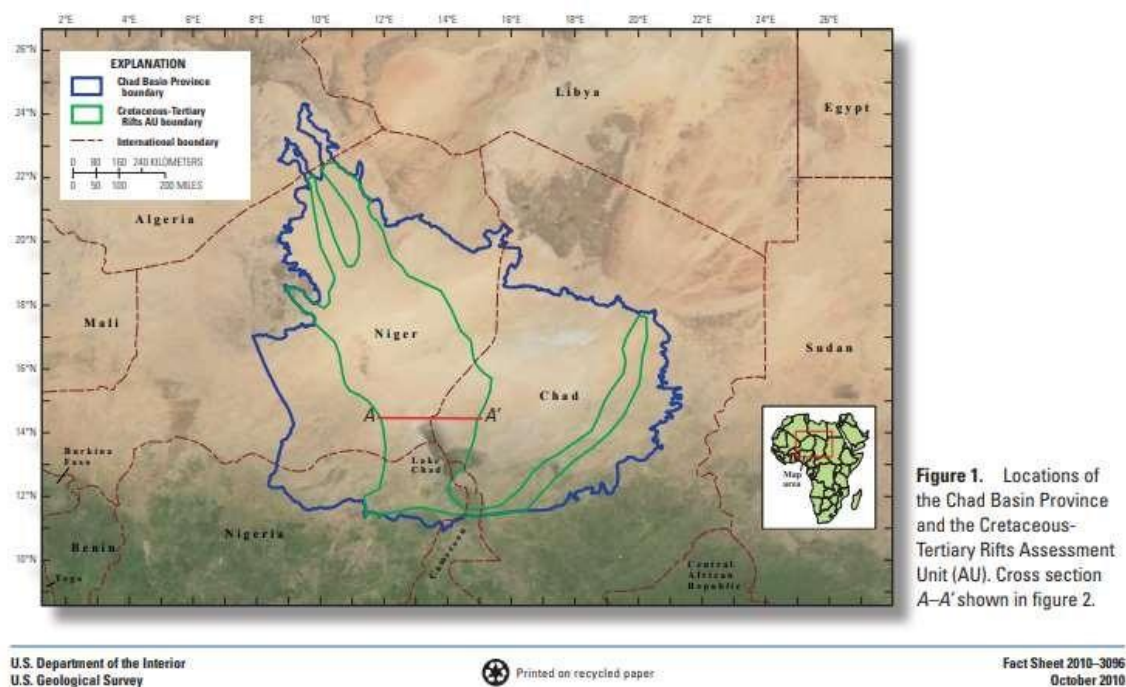 2°E 4°E 6°E 8°E 10°E 12°E 14°E 16°E 18°E 20°E 22°E 24°E 26°E
26°N
24°N
22°N
20°N
18°N
16°N
14°N
12°N
10°N
EXPLANATION
Chad Basin Province
boundary
Cretaceous-Tertiary
Rifts AU boundary
International boundary
0 80 160 240 KILOMETERS
0 50 100 200 MILES
Libya
Egypt
Algeria
Mali
Niger
Chad
Sudan
A A'
Burkina
Faso
Lake
Chad
Nigeria
Benin
Togo
Cameroon
Central
African
Republic
Map
area
Figure 1. Locations of
the Chad Basin Province
and the Cretaceous-
Tertiary Rifts Assessment
Unit (AU). Cross section
A–A' shown in figure 2.
U.S. Department of the Interior
U.S. Geological Survey
Printed on recycled paper
Fact Sheet 2010–3096
October 2010